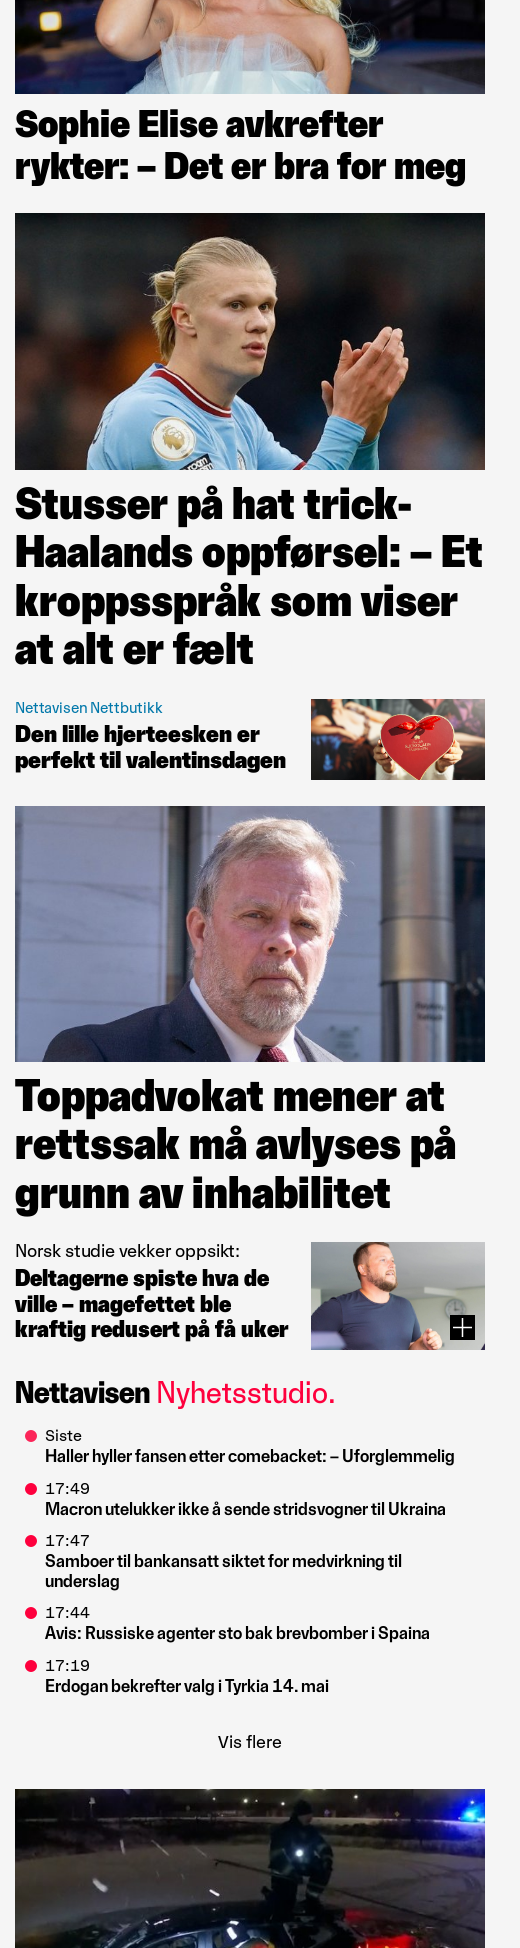 Sophie Elise avkrefter
rykter: – Det er bra for meg
Stusser på hat trick-
Haalands oppførsel: – Et
kroppsspråk som viser
at alt er fælt
Nettavisen Nettbutikk
Den lille hjerteesken er
perfekt til valentinsdagen
Toppadvokat mener at
rettssak må avlyses på
grunn av inhabilitet
Norsk studie vekker oppsikt:
Deltagerne spiste hva de
ville – magefettet ble
kraftig redusert på få uker
Nettavisen Nyhetsstudio.
Siste
Haller hyller fansen etter comebacket: – Uforglemmelig
17:49
Macron utelukker ikke å sende stridsvogner til Ukraina
17:47
Samboer til bankansatt siktet for medvirkning til
underslag
17:44
Avis: Russiske agenter sto bak brevbomber i Spaina
17:19
Erdogan bekrefter valg i Tyrkia 14. mai
Vis flere